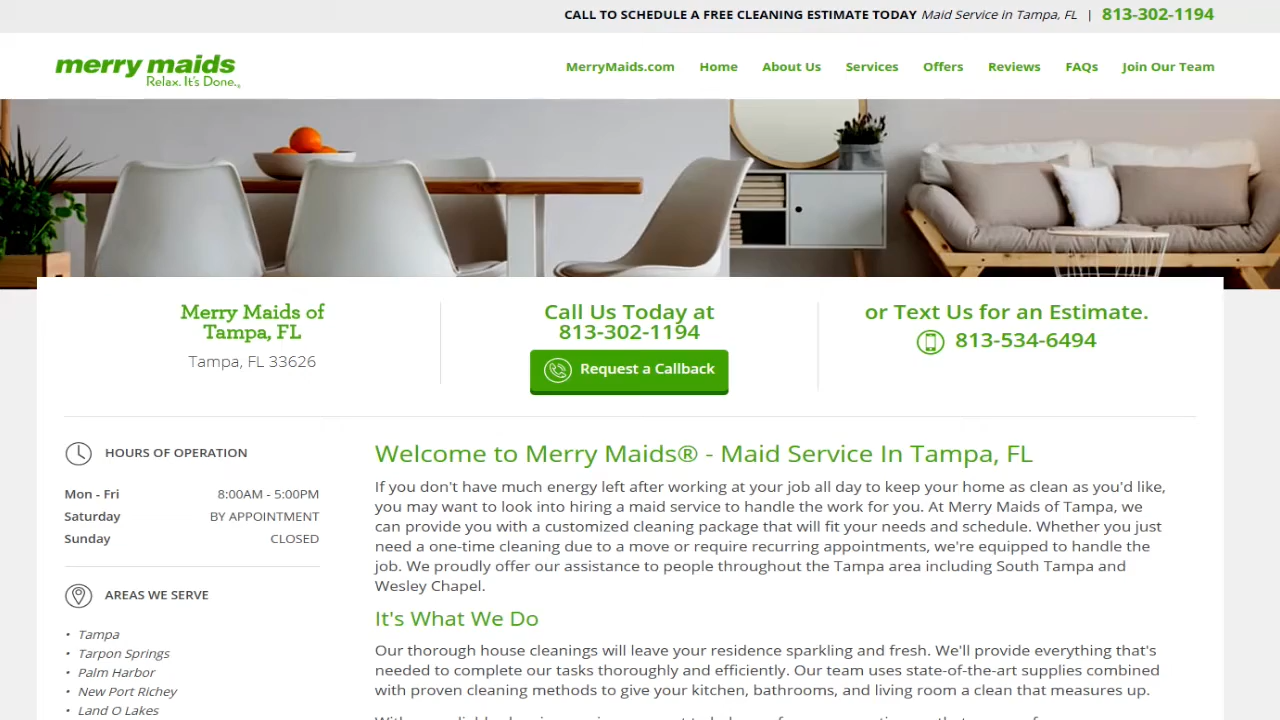 CALL TO SCHEDULE A FREE CLEANING ESTIMATE TODAY Maid Service in Tampa, FL | 813-302-1194
merry maids
Relax. It's Done.®
MerryMaids.com Home About Us Services Offers Reviews FAQs Join Our Team
Merry Maids of
Tampa, FL
Tampa, FL 33626
Call Us Today at
813-302-1194
Request a Callback
or Text Us for an Estimate.
813-534-6494
HOURS OF OPERATION
Mon - Fri 8:00AM - 5:00PM
Saturday BY APPOINTMENT
Sunday CLOSED
AREAS WE SERVE
• Tampa
• Tarpon Springs
• Palm Harbor
• New Port Richey
• Land O Lakes
Welcome to Merry Maids® - Maid Service In Tampa, FL
If you don't have much energy left after working at your job all day to keep your home as clean as you'd like,
you may want to look into hiring a maid service to handle the work for you. At Merry Maids of Tampa, we
can provide you with a customized cleaning package that will fit your needs and schedule. Whether you just
need a one-time cleaning due to a move or require recurring appointments, we're equipped to handle the
job. We proudly offer our assistance to people throughout the Tampa area including South Tampa and
Wesley Chapel.
It's What We Do
Our thorough house cleanings will leave your residence sparkling and fresh. We'll provide everything that's
needed to complete our tasks thoroughly and efficiently. Our team uses state-of-the-art supplies combined
with proven cleaning methods to give your kitchen, bathrooms, and living room a clean that measures up.